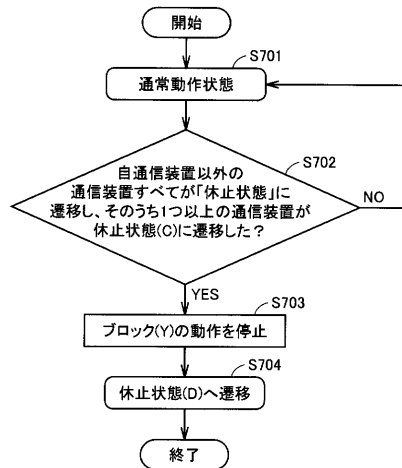 開始
S701
通常動作状態
S702
自通信装置以外の
通信装置すべてが「休止状態」に
遷移し、そのうち1つ以上の通信装置が
休止状態(C)に遷移した？
NO
YES
S703
ブロック(Y)の動作を停止
S704
休止状態(D)へ遷移
終了